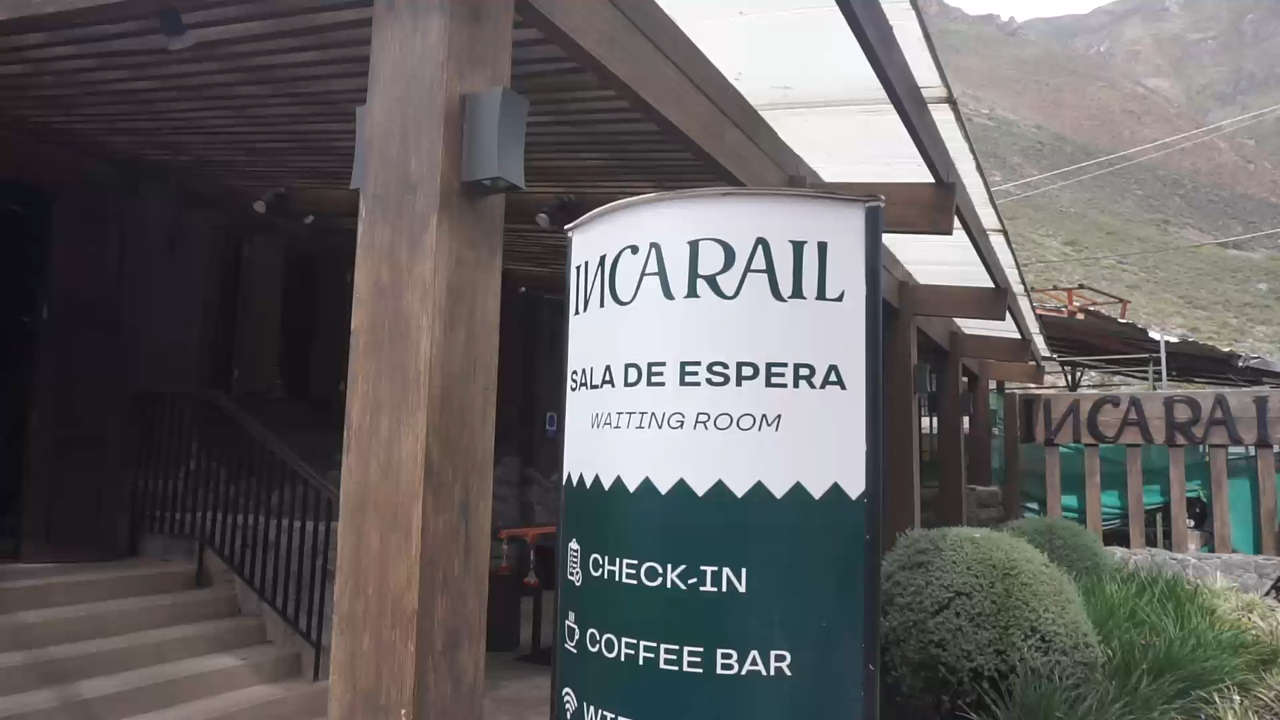 INCA RAIL
SALA DE ESPERA
WAITING ROOM
CHECK-IN
COFFEE BAR
INCA RAI